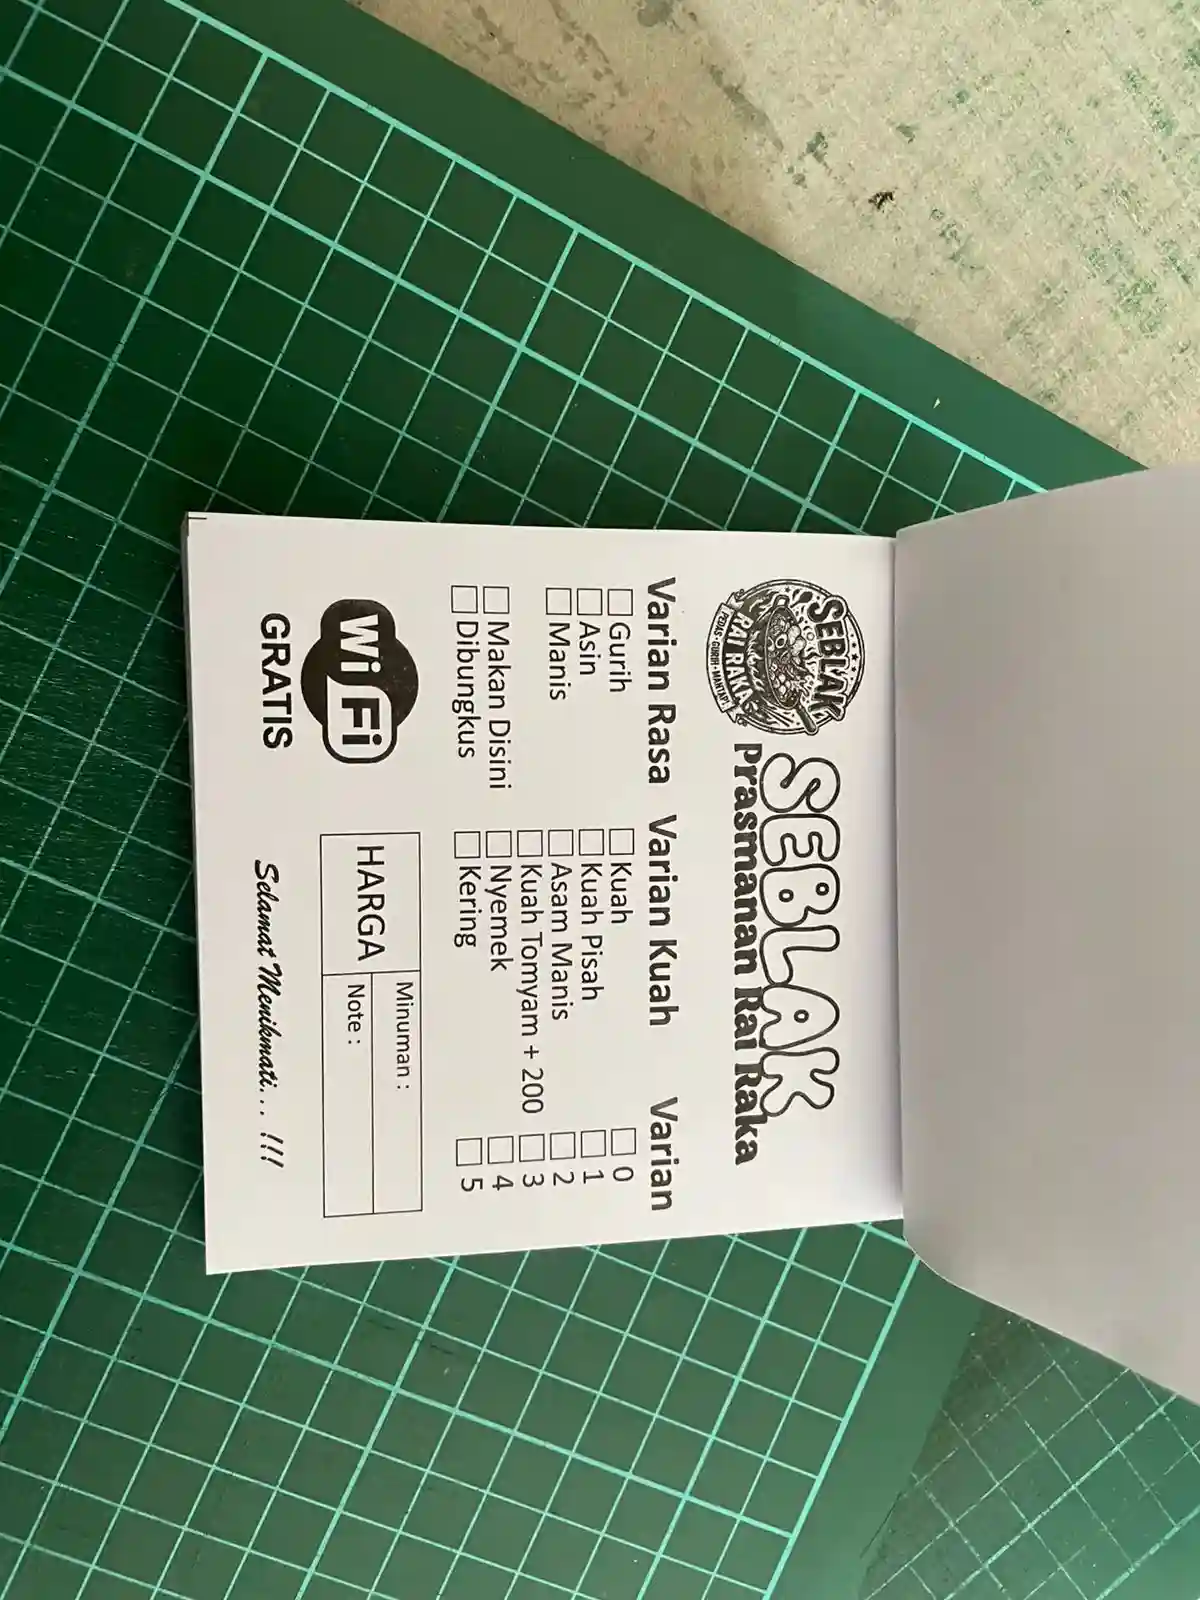 SEBLAK
RAI RAKA
PEDAS • GURIH • MANTAP!
SEBLAK
Prasmanan Rai Raka
Varian Rasa
Gurih
Asin
Manis
Makan Disini
Dibungkus
Varian Kuah
Kuah
Kuah Pisah
Asam Manis
Kuah Tomyam + 200
Nyemek
Kering
Varian
0
1
2
3
4
5
Wi Fi
GRATIS
HARGA
Minuman :
Note :
Selamat Menikmati... !!!